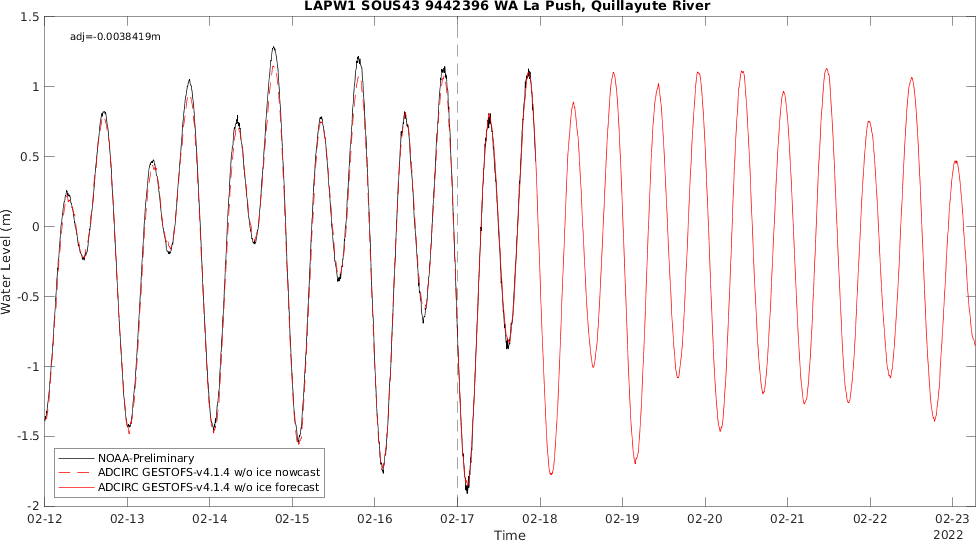 LAPW1 SOUS43 9442396 WA La Push, Quillayute River
adj=-0.0038419m
1.5
1
0.5
0
-0.5
-1
-1.5
-2
Water Level (m)
NOAA-Preliminary
ADCIRC GESTOFS-v4.1.4 w/o ice nowcast
ADCIRC GESTOFS-v4.1.4 w/o ice forecast
02-12 02-13 02-14 02-15 02-16 02-17 02-18 02-19 02-20 02-21 02-22 02-23
Time
2022